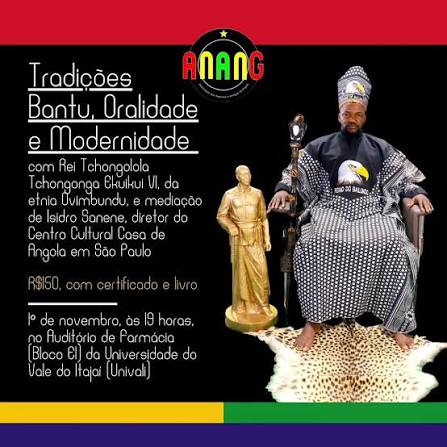 ANANG
Tradições
Bantu, Oralidade
e Modernidade
com Rei Tchongolola
Tchongonga Ekuikui VI, da
etnia Ovimbundu, e mediação
de Isidro Sanene, diretor do
Centro Cultural Casa de
Angola em São Paulo
R$150, com certificado e livro
1º de novembro, às 19 horas,
no Auditório de Farmácia
(Bloco E1) da Universidade do
Vale do Itajaí (Univali)